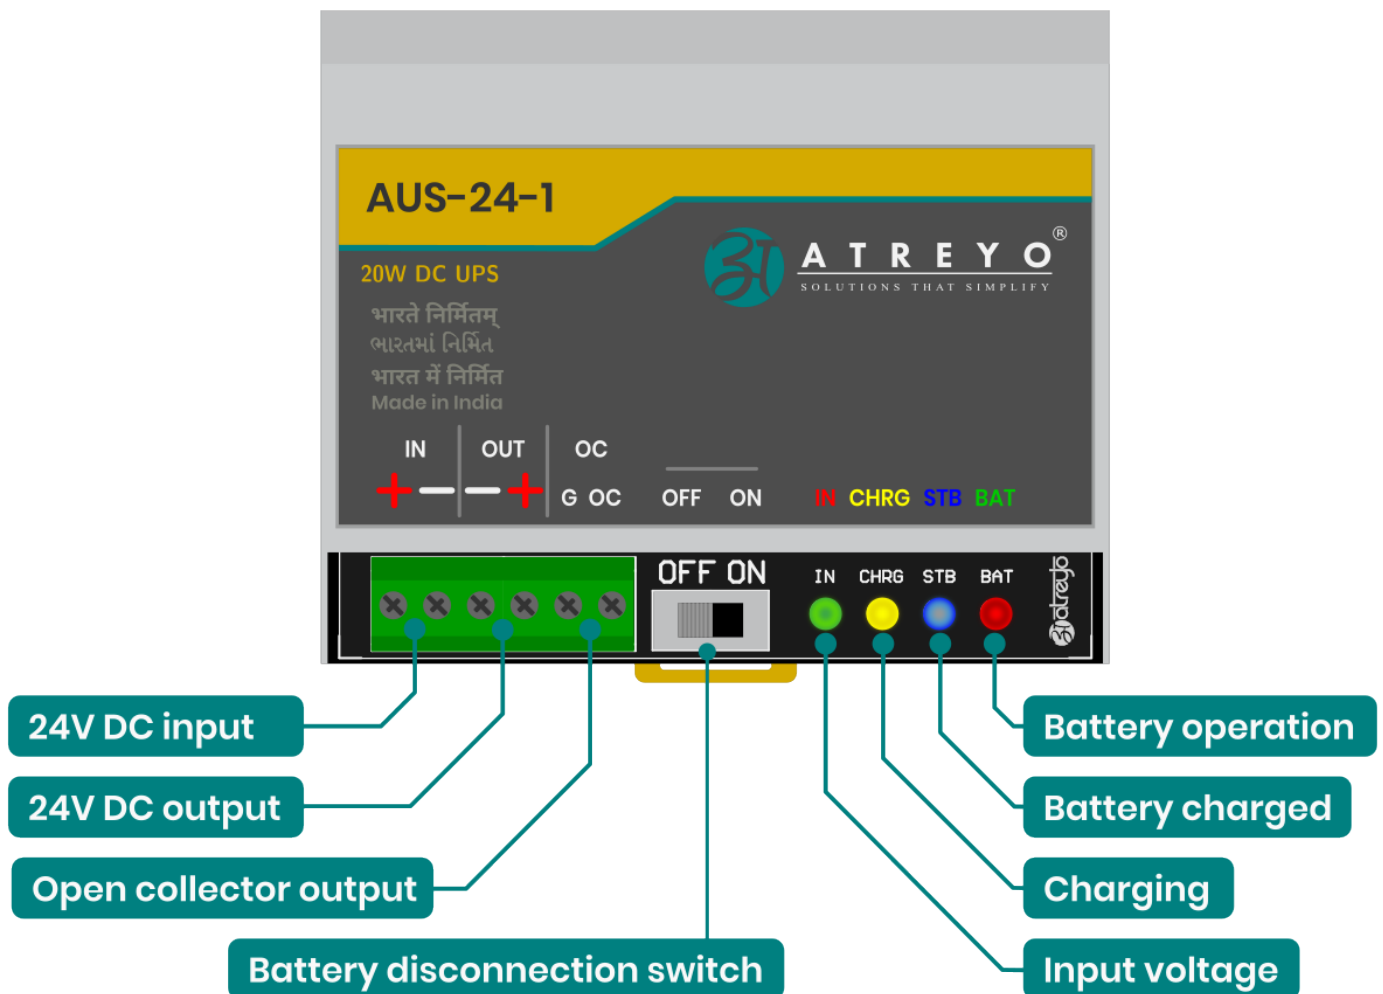 AUS-24-1
अ ATREYO®
SOLUTIONS THAT SIMPLIFY
20W DC UPS
भारते निर्मितम्
ભારતમાં નિર્મિત
भारत में निर्मित
Made in India
IN OUT OC
+ − − + G OC OFF ON IN CHRG STB BAT
OFF ON IN CHRG STB BAT
अ atreyo
24V DC input
24V DC output
Open collector output
Battery disconnection switch
Battery operation
Battery charged
Charging
Input voltage